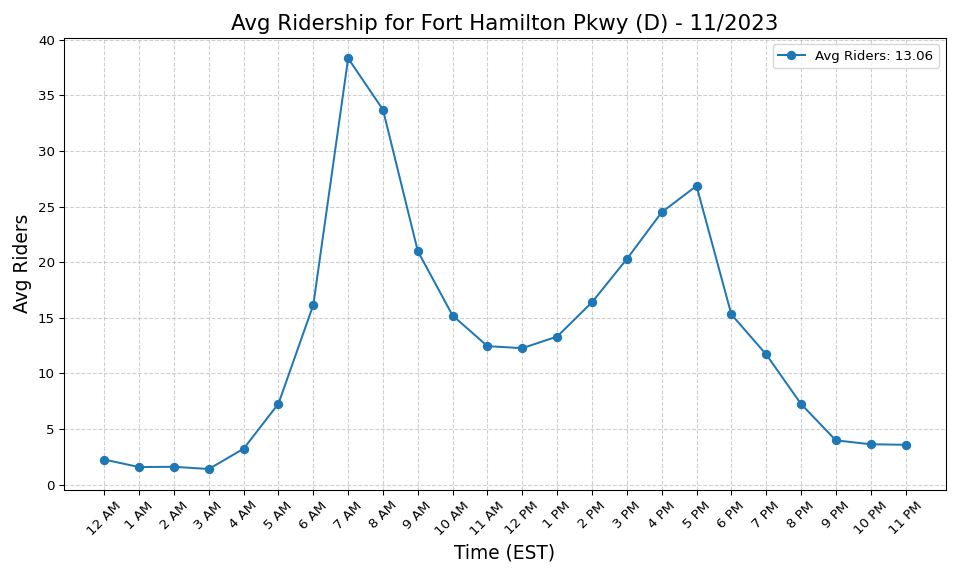 Avg Ridership for Fort Hamilton Pkwy (D) - 11/2023
Avg Riders: 13.06
Avg Riders
40
35
30
25
20
15
10
5
0
12 AM
1 AM
2 AM
3 AM
4 AM
5 AM
6 AM
7 AM
8 AM
9 AM
10 AM
11 AM
12 PM
1 PM
2 PM
3 PM
4 PM
5 PM
6 PM
7 PM
8 PM
9 PM
10 PM
11 PM
Time (EST)